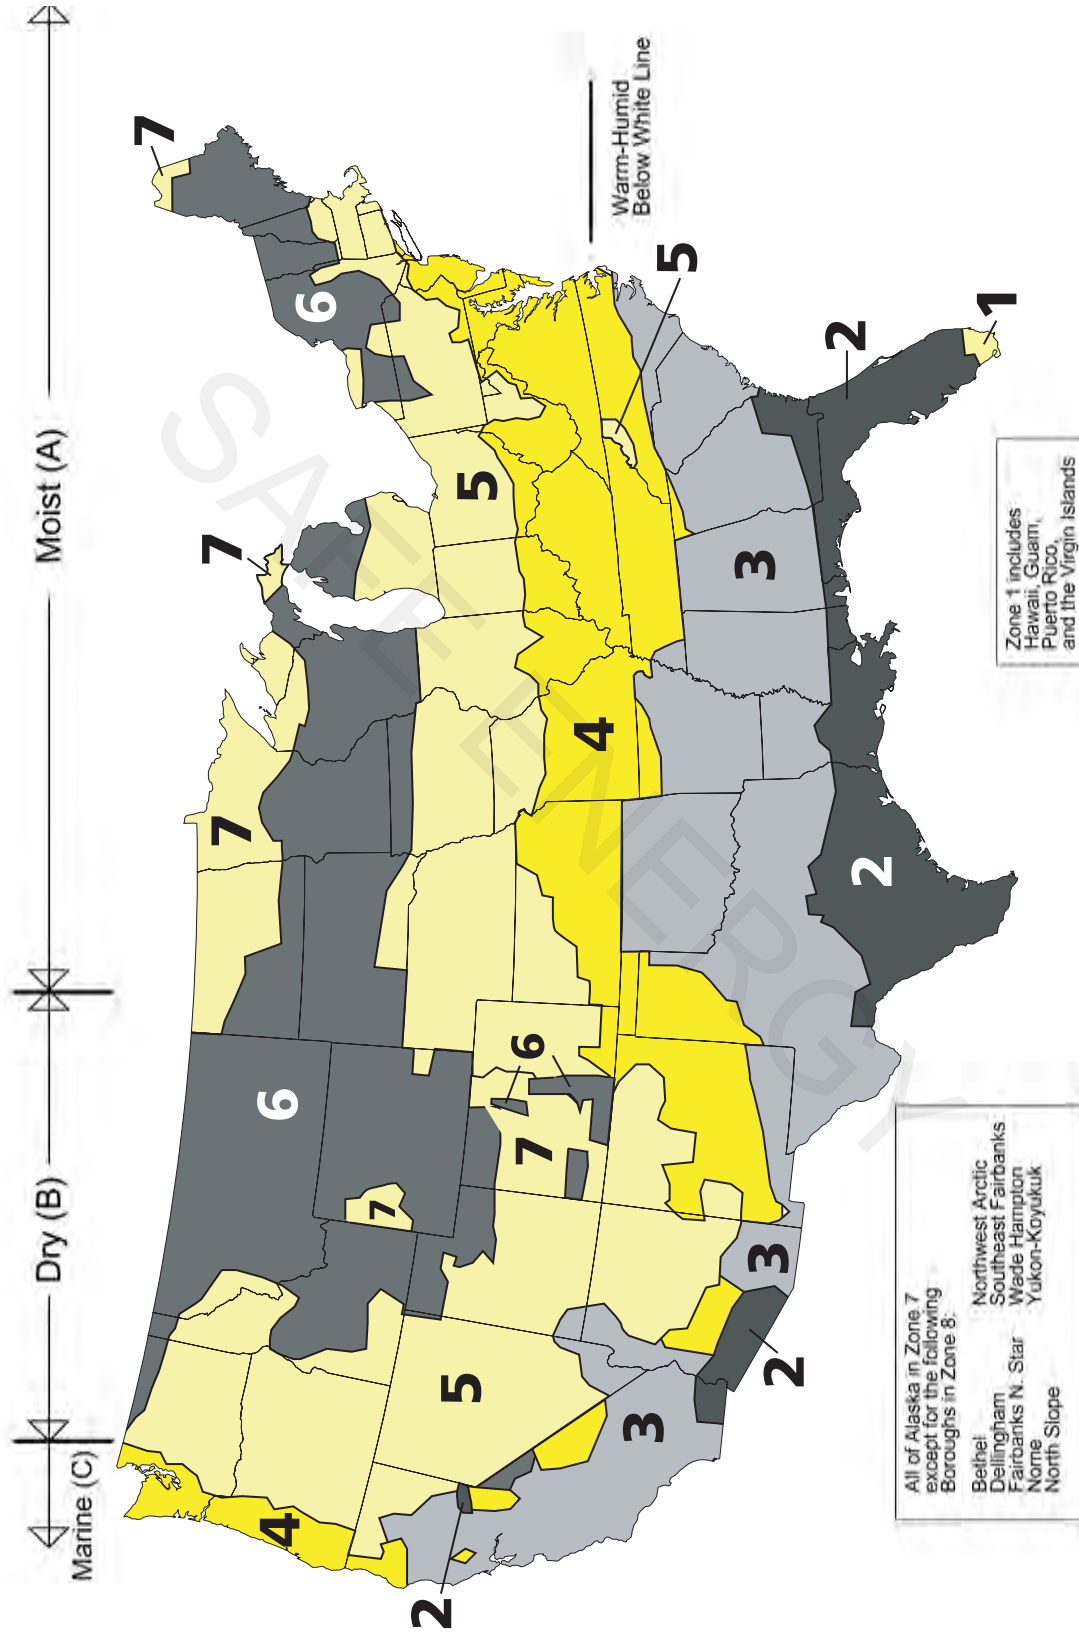 Marine (C)
Dry (B)
Moist (A)
7
6
7
7
7
6
7
4
5
6
7
5
4
5
3
2
3
2
2
3
2
2
1
Warm-Humid
Below White Line
All of Alaska in Zone 7
except for the following
Boroughs in Zone 8:
Bethel Northwest Arctic
Dellingham Southeast Fairbanks
Fairbanks N. Star Wade Hampton
Nome Yukon-Koyukuk
North Slope
Zone 1 includes
Hawaii, Guam,
Puerto Rico,
and the Virgin Islands
SAFE ENERGY